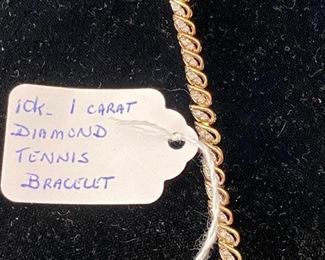 10k - 1 CARAT
DIAMOND
TENNIS
BRACELET